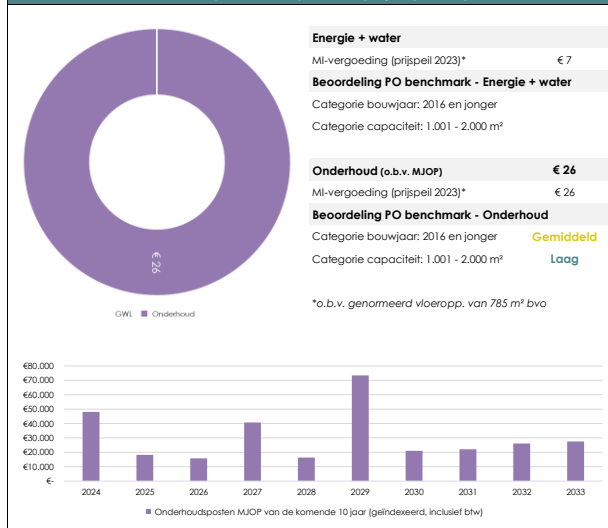 Energie + water
MI-vergoeding (prijspeil 2023)* € 7
Beoordeling PO benchmark - Energie + water
Categorie bouwjaar: 2016 en jonger
Categorie capaciteit: 1.001 - 2.000 m²
Onderhoud (o.b.v. MJOP) € 26
MI-vergoeding (prijspeil 2023)* € 26
Beoordeling PO benchmark - Onderhoud
Categorie bouwjaar: 2016 en jonger Gemiddeld
Categorie capaciteit: 1.001 - 2.000 m² Laag
*o.b.v. genormeerd vloeropp. van 785 m² bvo
€ 26
GWL Onderhoud
€80.000
€70.000
€60.000
€50.000
€40.000
€30.000
€20.000
€10.000
€-
2024 2025 2026 2027 2028 2029 2030 2031 2032 2033
Onderhoudsposten MJOP van de komende 10 jaar (geïndexeerd, inclusief btw)